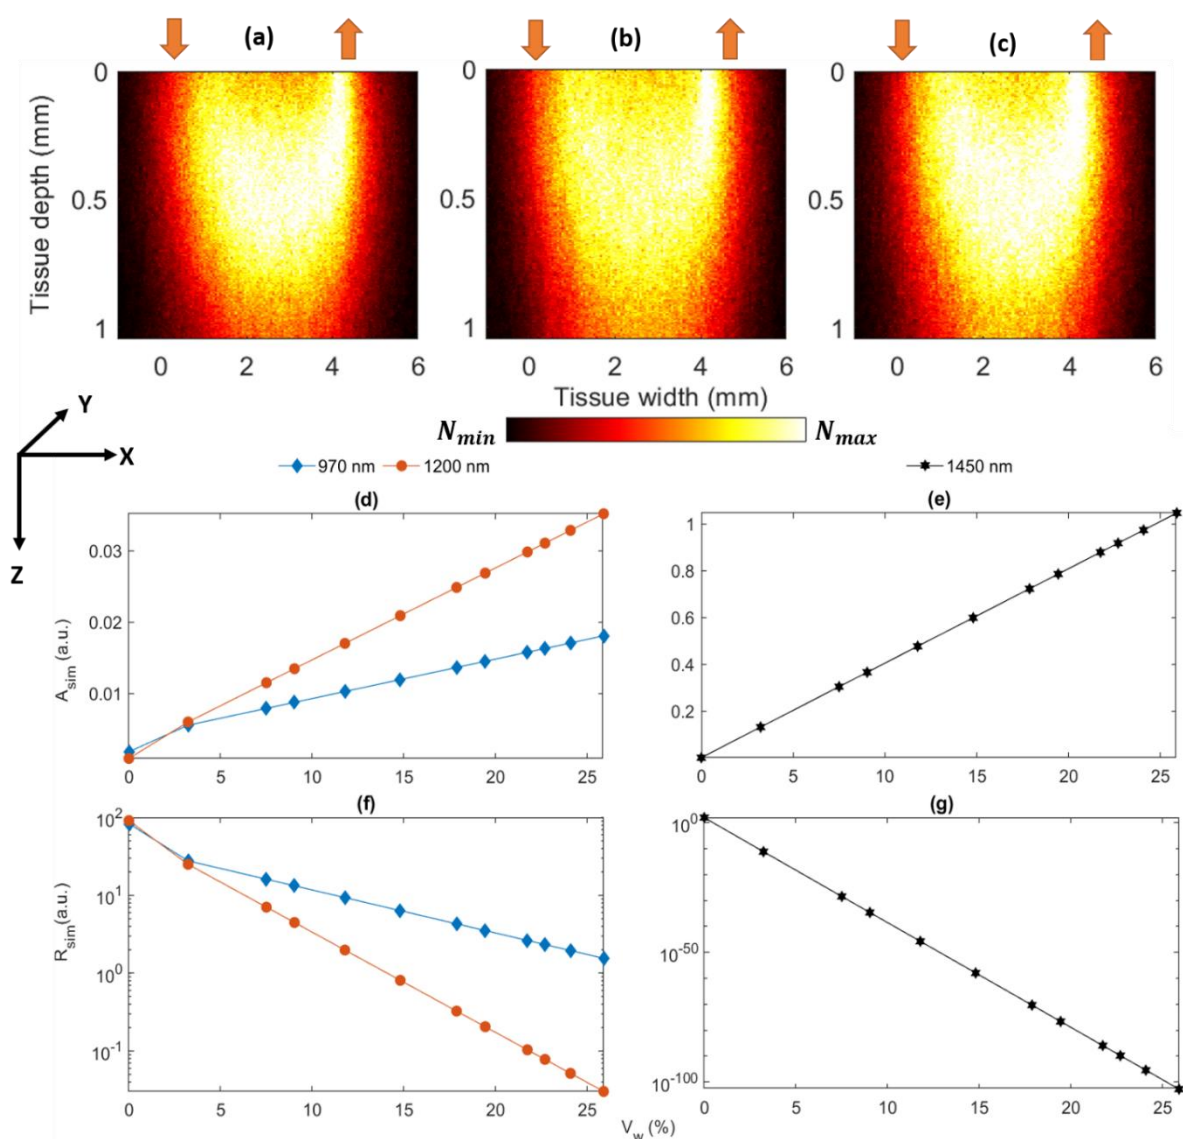 (a) (b) (c)
Tissue depth (mm)
0 0.5 1
0 0.5 1
0 0.5 1
0 2 4 6
0 2 4 6
0 2 4 6
Tissue width (mm)
N_min N_max
Y
X
Z
970 nm 1200 nm
1450 nm
(d)
A_sim (a.u.)
0.03
0.02
0.01
0 5 10 15 20 25
(e)
1
0.8
0.6
0.4
0.2
0 5 10 15 20 25
(f)
R_sim(a.u.)
10^2
10^1
10^0
10^-1
0 5 10 15 20 25
(g)
10^0
10^-50
10^-100
0 5 10 15 20 25
V_w (%)